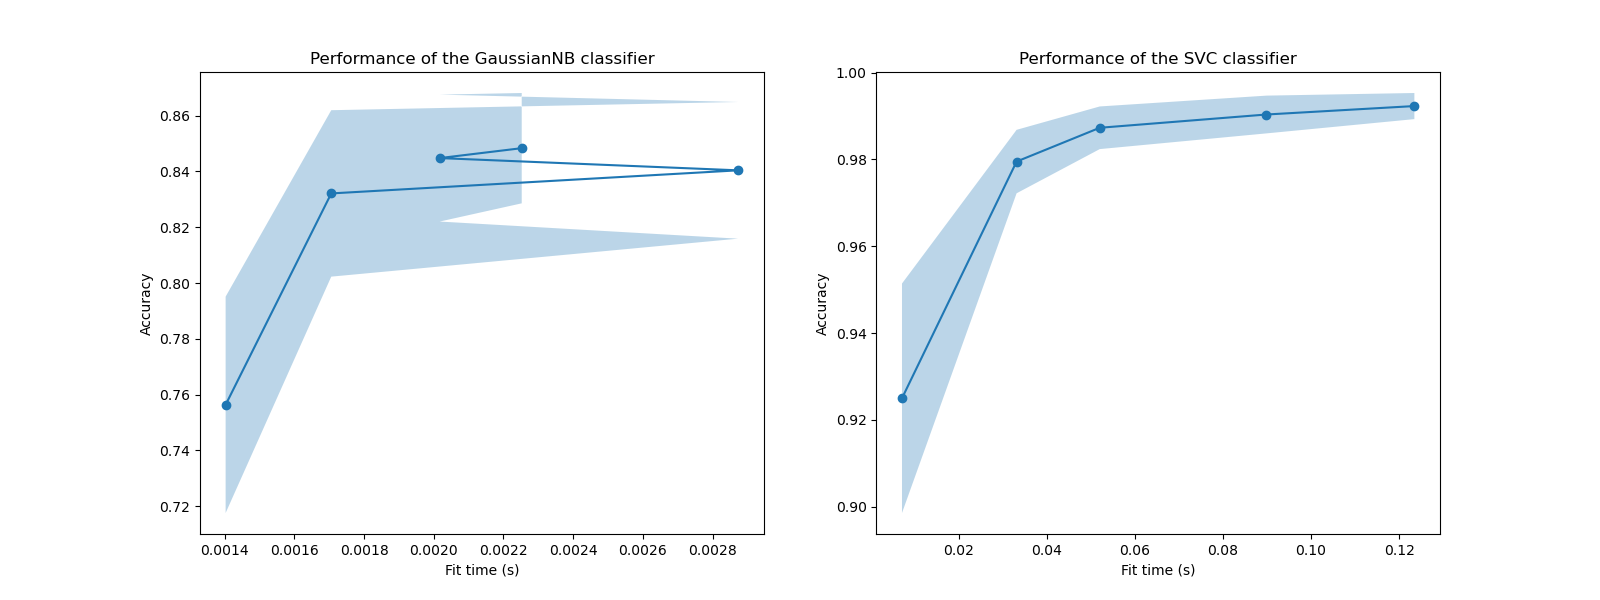 Performance of the GaussianNB classifier
Accuracy
0.86
0.84
0.82
0.80
0.78
0.76
0.74
0.72
0.0014 0.0016 0.0018 0.0020 0.0022 0.0024 0.0026 0.0028
Fit time (s)
Performance of the SVC classifier
Accuracy
1.00
0.98
0.96
0.94
0.92
0.90
0.02 0.04 0.06 0.08 0.10 0.12
Fit time (s)